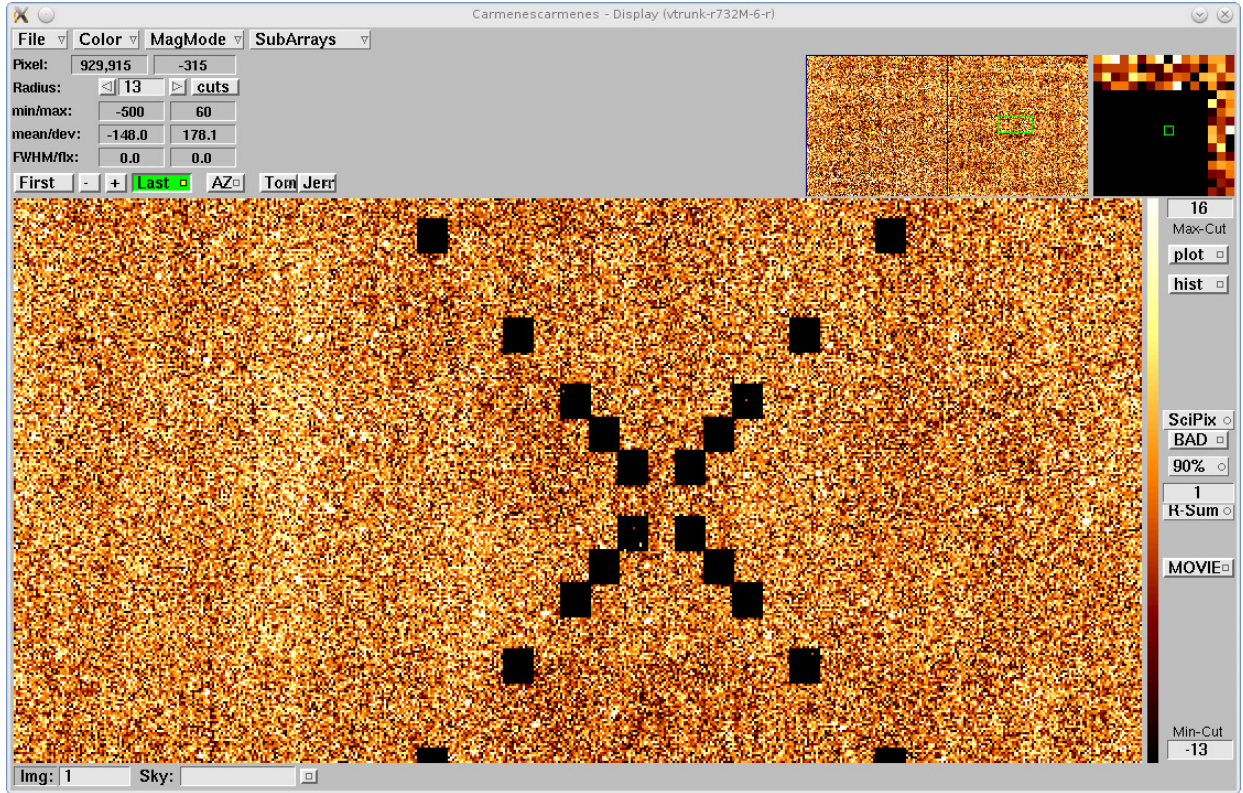 Carmenescarmenes - Display (vtrunk-r732M-6-r)
File Color MagMode SubArrays
Pixel: 929,915 -315
Radius: 13 cuts
min/max: -500 60
mean/dev: -148.0 178.1
FWHM/flx: 0.0 0.0
First - + Last AZ Tom Jerr
16
Max-Cut
plot
hist
SciPix
BAD
90%
1
R-Sum
MOVIE
Min-Cut
-13
Img: 1 Sky: